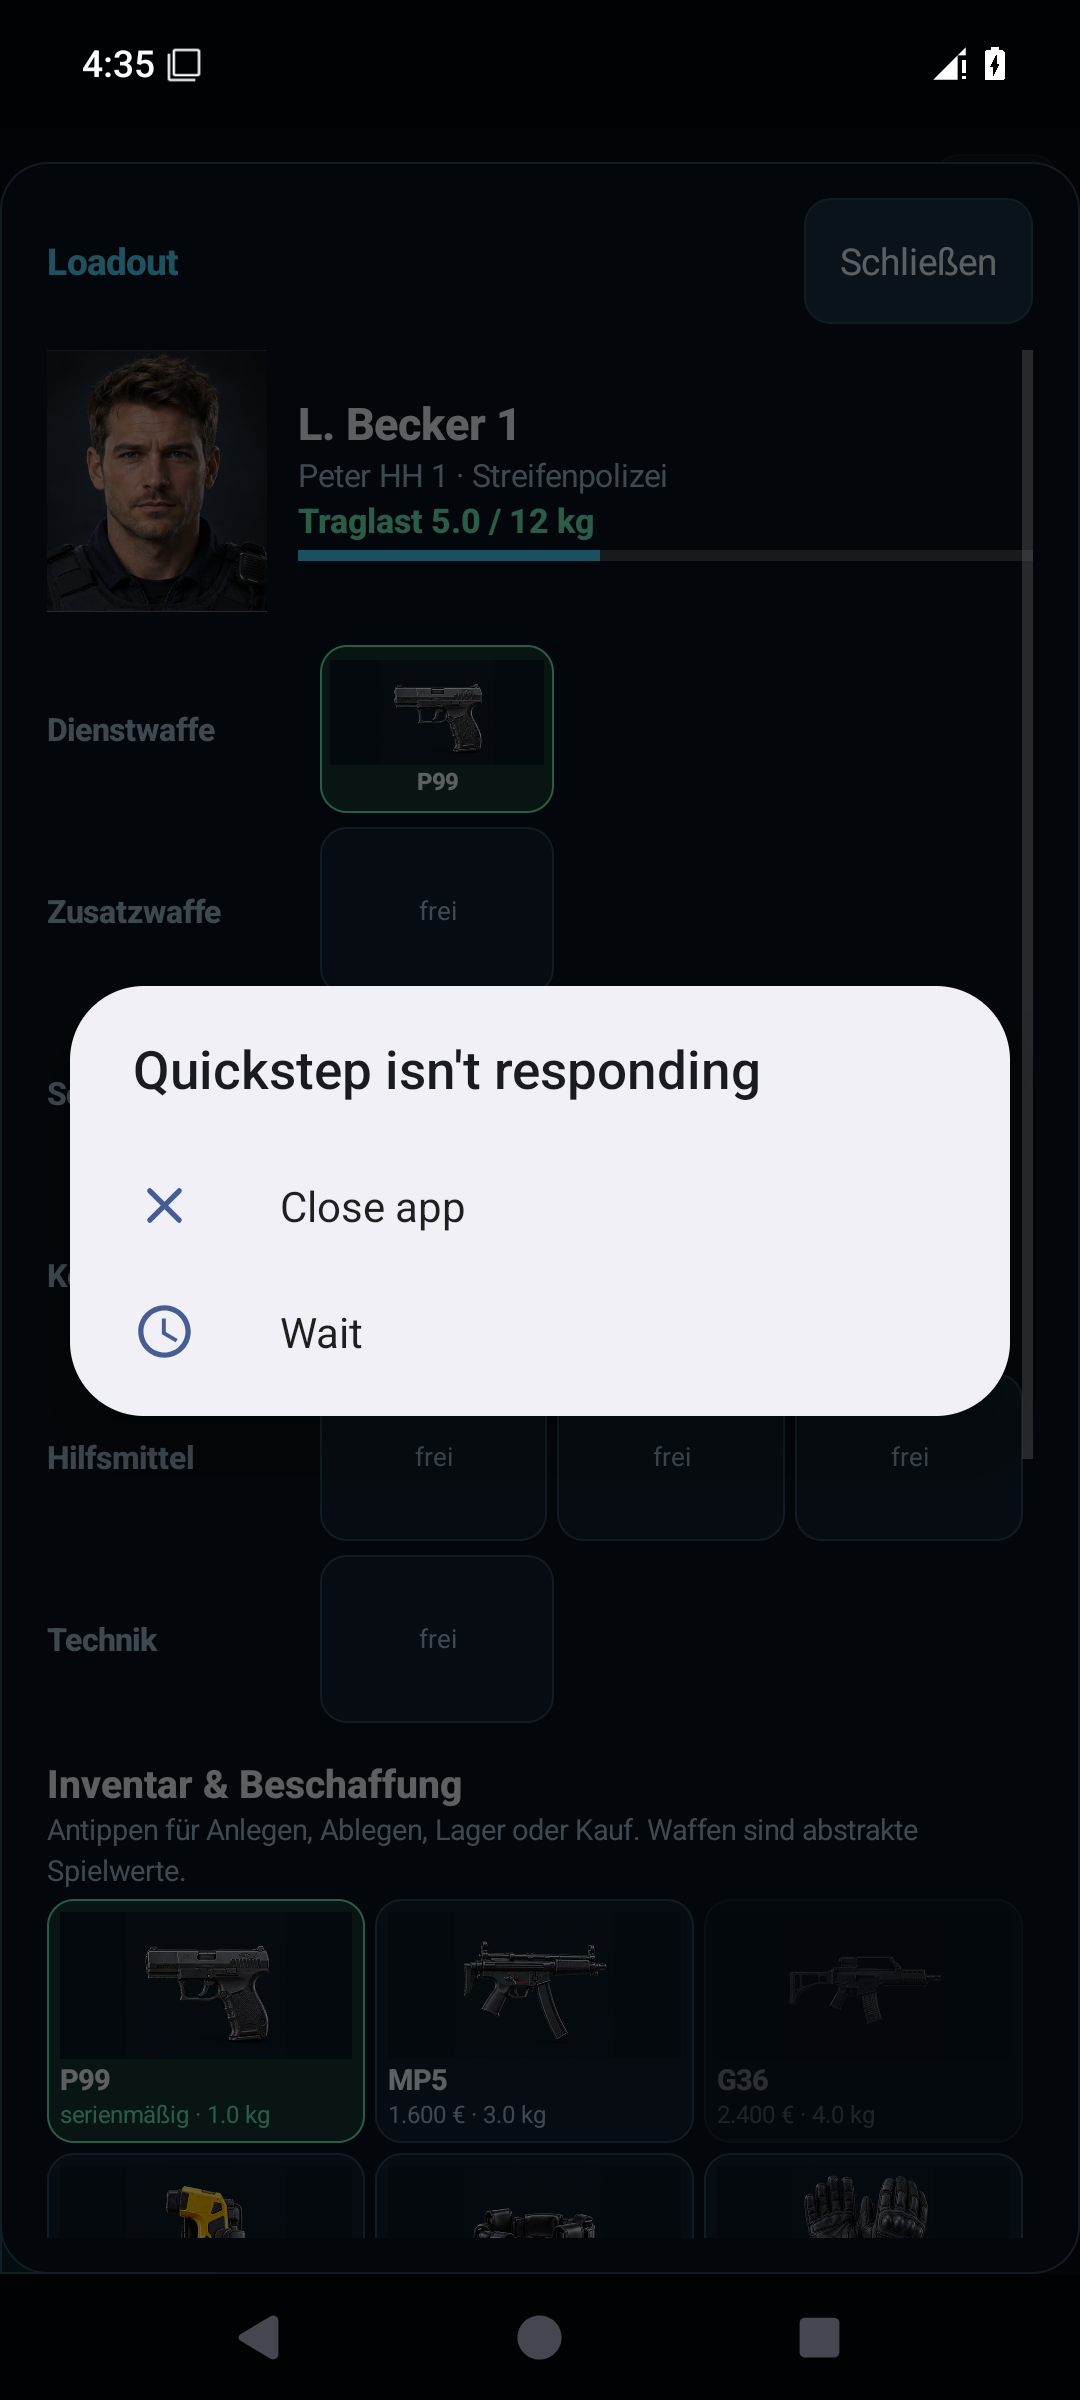 4:35
Loadout
Schließen
L. Becker 1
Peter HH 1 · Streifenpolizei
Traglast 5.0 / 12 kg
Dienstwaffe
P99
Zusatzwaffe
frei
Quickstep isn't responding
Close app
Wait
Hilfsmittel
frei
frei
frei
Technik
frei
Inventar & Beschaffung
Antippen für Anlegen, Ablegen, Lager oder Kauf. Waffen sind abstrakte
Spielwerte.
P99
serienmäßig · 1.0 kg
MP5
1.600 € · 3.0 kg
G36
2.400 € · 4.0 kg